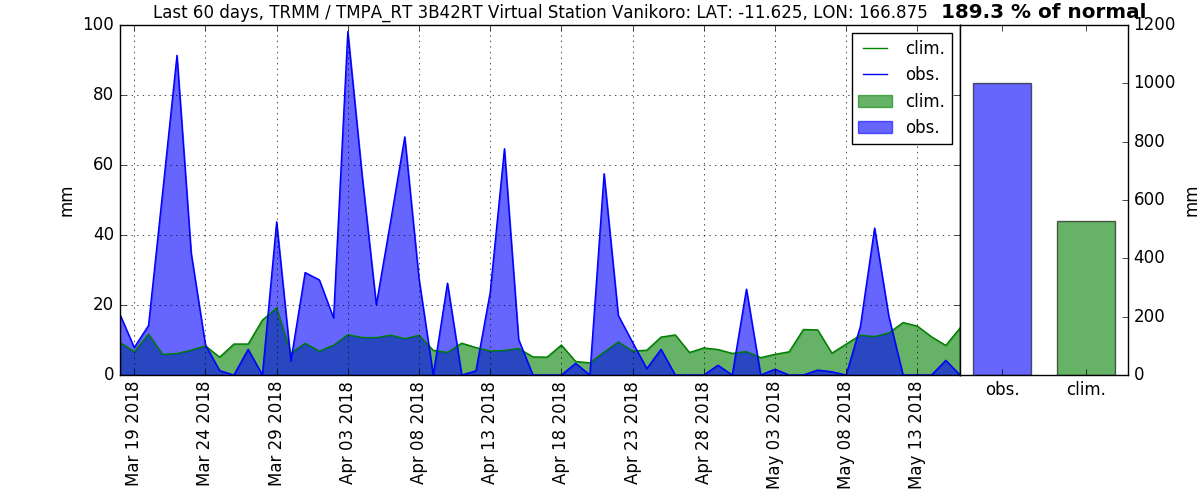 Last 60 days, TRMM / TMPA_RT 3B42RT Virtual Station Vanikoro: LAT: -11.625, LON: 166.875 189.3 % of normal
100
80
60
40
20
0
mm
clim.
obs.
clim.
obs.
1200
1000
800
600
400
200
0
mm
Mar 19 2018
Mar 24 2018
Mar 29 2018
Apr 03 2018
Apr 08 2018
Apr 13 2018
Apr 18 2018
Apr 23 2018
Apr 28 2018
May 03 2018
May 08 2018
May 13 2018
obs.
clim.